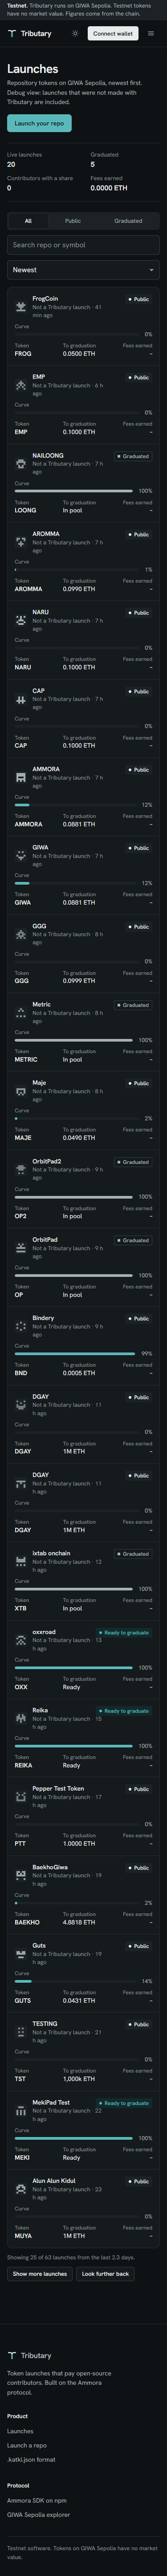 Testnet. Tributary runs on GIWA Sepolia. Testnet tokens
have no market value. Figures come from the chain.
Tributary
Connect wallet
Launches
Repository tokens on GIWA Sepolia, newest first.
Debug view: launches that were not made with
Tributary are included.
Launch your repo
Live launches
Graduated
20
5
Contributors with a share
Fees earned
0
0.0000 ETH
All
Public
Graduated
Search repo or symbol
Newest
FrogCoin
Public
Not a Tributary launch · 41
min ago
Curve
0%
Token
To graduation
Fees earned
FROG
0.0500 ETH
–
EMP
Public
Not a Tributary launch · 6 h
ago
Curve
0%
Token
To graduation
Fees earned
EMP
0.1000 ETH
–
NAILOONG
Graduated
Not a Tributary launch · 7 h
ago
Curve
100%
Token
To graduation
Fees earned
LOONG
In pool
–
AROMMA
Public
Not a Tributary launch · 7 h
ago
Curve
1%
Token
To graduation
Fees earned
AROMMA
0.0990 ETH
–
NARU
Public
Not a Tributary launch · 7 h
ago
Curve
0%
Token
To graduation
Fees earned
NARU
0.1000 ETH
–
CAP
Public
Not a Tributary launch · 7 h
ago
Curve
0%
Token
To graduation
Fees earned
CAP
0.1000 ETH
–
AMMORA
Public
Not a Tributary launch · 7 h
ago
Curve
12%
Token
To graduation
Fees earned
AMMORA
0.0881 ETH
–
GIWA
Public
Not a Tributary launch · 7 h
ago
Curve
12%
Token
To graduation
Fees earned
GIWA
0.0881 ETH
–
GGG
Public
Not a Tributary launch · 8 h
ago
Curve
0%
Token
To graduation
Fees earned
GGG
0.0999 ETH
–
Metric
Graduated
Not a Tributary launch · 8 h
ago
Curve
100%
Token
To graduation
Fees earned
METRIC
In pool
–
Maje
Public
Not a Tributary launch · 8 h
ago
Curve
2%
Token
To graduation
Fees earned
MAJE
0.0490 ETH
–
OrbitPad2
Graduated
Not a Tributary launch · 9 h
ago
Curve
100%
Token
To graduation
Fees earned
OP2
In pool
–
OrbitPad
Graduated
Not a Tributary launch · 9 h
ago
Curve
100%
Token
To graduation
Fees earned
OP
In pool
–
Bindery
Public
Not a Tributary launch · 9 h
ago
Curve
99%
Token
To graduation
Fees earned
BND
0.0005 ETH
–
DGAY
Public
Not a Tributary launch · 11
h ago
Curve
0%
Token
To graduation
Fees earned
DGAY
1M ETH
–
DGAY
Public
Not a Tributary launch · 11
h ago
Curve
0%
Token
To graduation
Fees earned
DGAY
1M ETH
–
ixtab onchain
Graduated
Not a Tributary launch · 12
h ago
Curve
100%
Token
To graduation
Fees earned
XTB
In pool
–
oxxroad
Ready to graduate
Not a Tributary launch · 13
h ago
Curve
100%
Token
To graduation
Fees earned
OXX
Ready
–
Reika
Ready to graduate
Not a Tributary launch · 15
h ago
Curve
100%
Token
To graduation
Fees earned
REIKA
Ready
–
Pepper Test Token
Public
Not a Tributary launch · 17
h ago
Curve
0%
Token
To graduation
Fees earned
PTT
1.0000 ETH
–
BaekhoGiwa
Public
Not a Tributary launch · 19
h ago
Curve
2%
Token
To graduation
Fees earned
BAEKHO
4.8818 ETH
–
Guts
Public
Not a Tributary launch · 19
h ago
Curve
14%
Token
To graduation
Fees earned
GUTS
0.0431 ETH
–
TESTING
Public
Not a Tributary launch · 21
h ago
Curve
0%
Token
To graduation
Fees earned
TST
1,000k ETH
–
MekiPad Test
Ready to graduate
Not a Tributary launch · 22
h ago
Curve
100%
Token
To graduation
Fees earned
MEKI
Ready
–
Alun Alun Kidul
Public
Not a Tributary launch · 23
h ago
Curve
0%
Token
To graduation
Fees earned
MUYA
1M ETH
–
Showing 25 of 63 launches from the last 2.3 days.
Show more launches
Look further back
Tributary
Token launches that pay open-source
contributors. Built on the Ammora
protocol.
Product
Launches
Launch a repo
.katki.json format
Protocol
Ammora SDK on npm
GIWA Sepolia explorer
Testnet software. Tokens on GIWA Sepolia have no market
value.